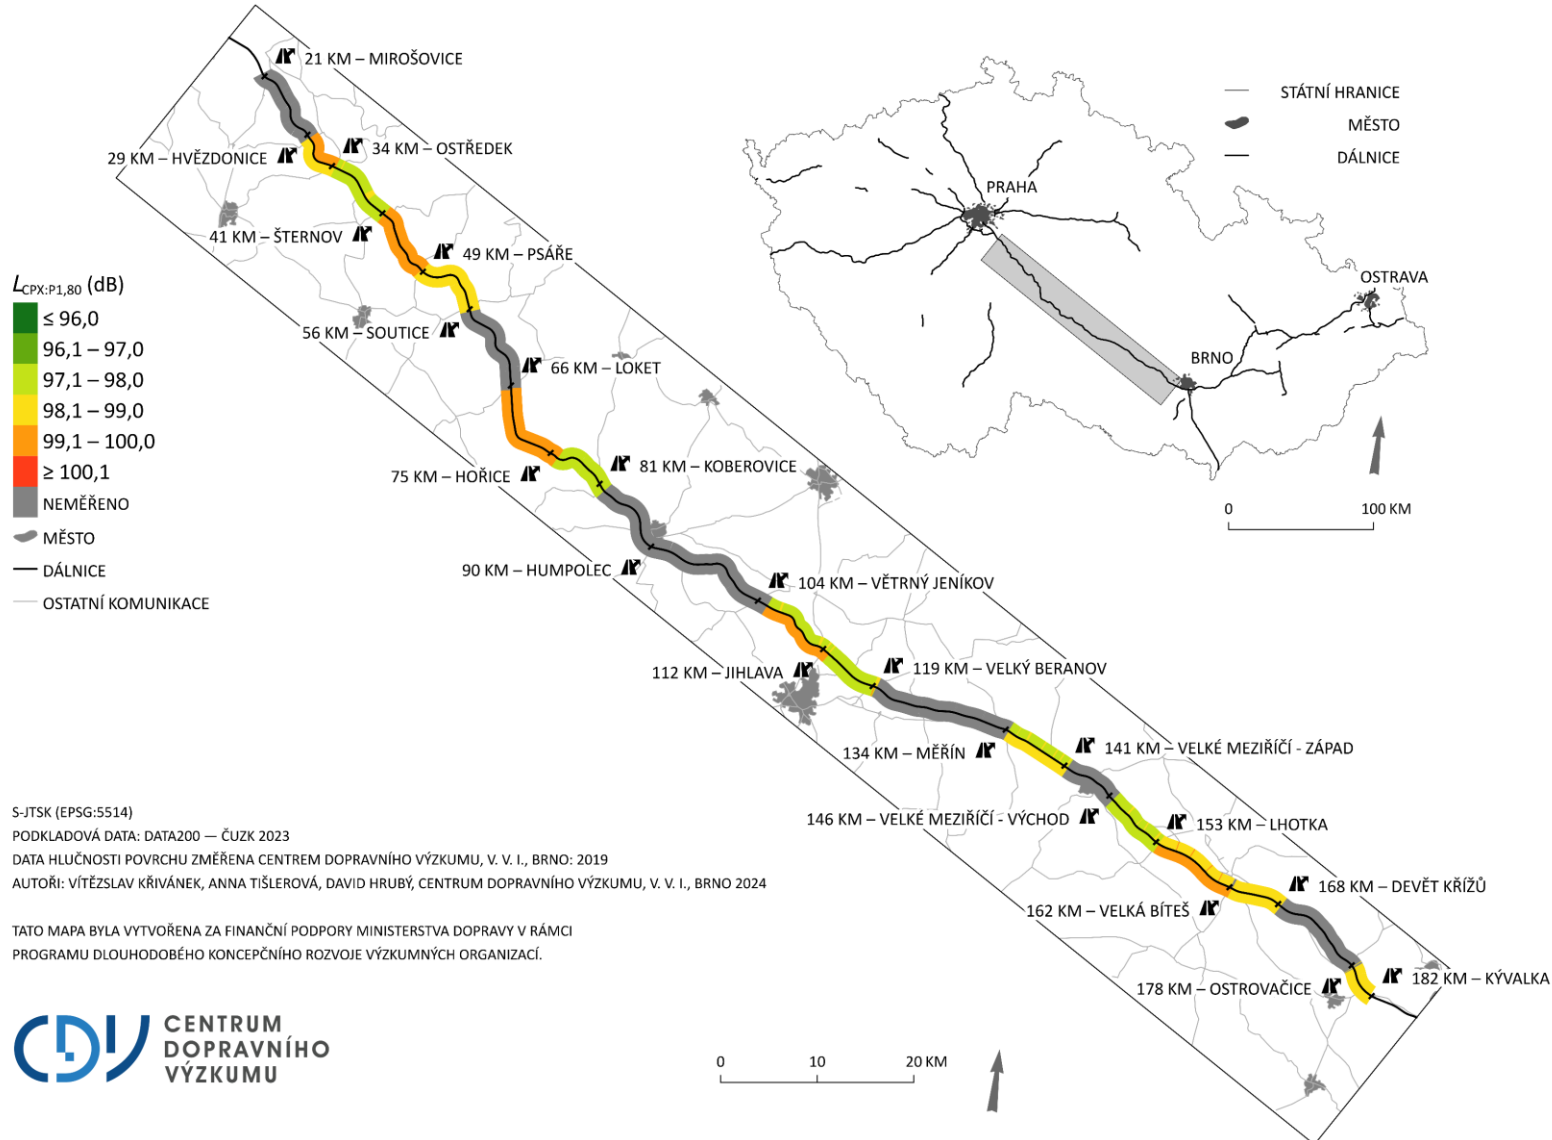 21 KM – MIROŠOVICE
29 KM – HVĚZDONICE
34 KM – OSTŘEDEK
41 KM – ŠTERNOV
49 KM – PSÁŘE
56 KM – SOUTICE
66 KM – LOKET
75 KM – HOŘICE
81 KM – KOBEROVICE
90 KM – HUMPOLEC
104 KM – VĚTRNÝ JENÍKOV
112 KM – JIHLAVA
119 KM – VELKÝ BERANOV
134 KM – MĚŘÍN
141 KM – VELKÉ MEZIŘÍČÍ - ZÁPAD
146 KM – VELKÉ MEZIŘÍČÍ - VÝCHOD
153 KM – LHOTKA
162 KM – VELKÁ BÍTEŠ
168 KM – DEVĚT KŘÍŽŮ
178 KM – OSTROVAČICE
182 KM – KÝVALKA
STÁTNÍ HRANICE
MĚSTO
DÁLNICE
PRAHA
BRNO
OSTRAVA
0 100 KM
LCPX:P1,80 (dB)
≤ 96,0
96,1 – 97,0
97,1 – 98,0
98,1 – 99,0
99,1 – 100,0
≥ 100,1
NEMĚŘENO
MĚSTO
DÁLNICE
OSTATNÍ KOMUNIKACE
S-JTSK (EPSG:5514)
PODKLADOVÁ DATA: DATA200 — ČUZK 2023
DATA HLUČNOSTI POVRCHU ZMĚŘENA CENTREM DOPRAVNÍHO VÝZKUMU, V. V. I., BRNO: 2019
AUTOŘI: VÍTĚZSLAV KŘIVÁNEK, ANNA TIŠLEROVÁ, DAVID HRUBÝ, CENTRUM DOPRAVNÍHO VÝZKUMU, V. V. I., BRNO 2024
TATO MAPA BYLA VYTVOŘENA ZA FINANČNÍ PODPORY MINISTERSTVA DOPRAVY V RÁMCI
PROGRAMU DLOUHODOBÉHO KONCEPČNÍHO ROZVOJE VÝZKUMNÝCH ORGANIZACÍ.
CDV
CENTRUM
DOPRAVNÍHO
VÝZKUMU
0 10 20 KM